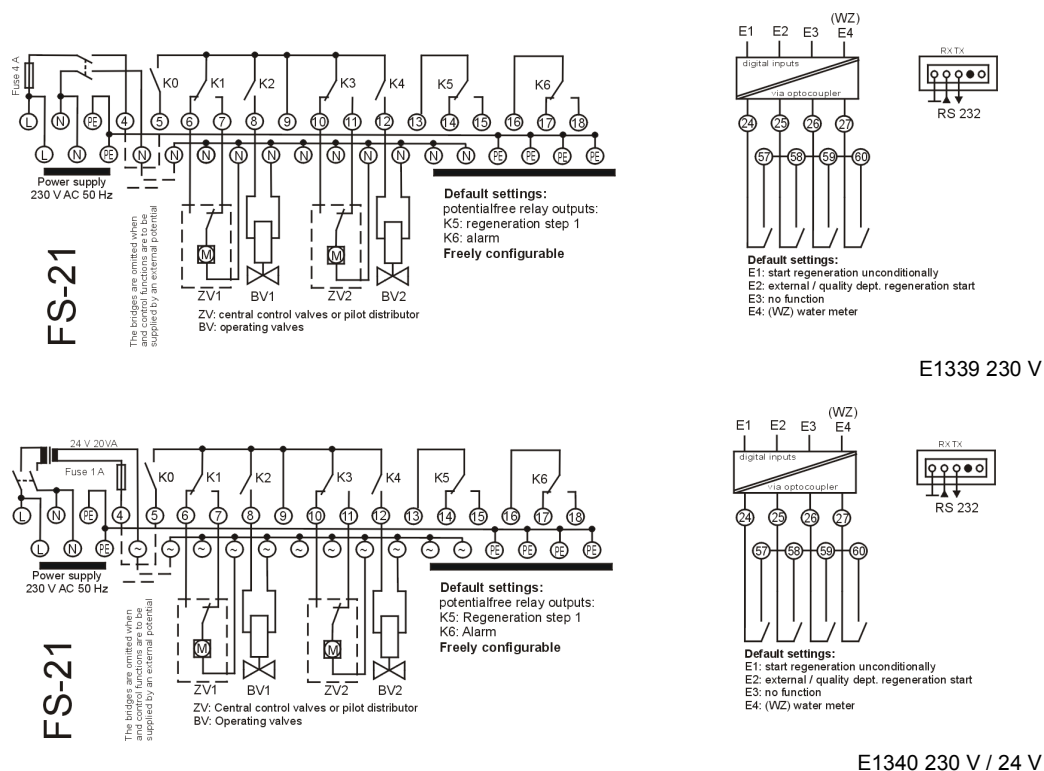 (WZ)
E1 E2 E3 E4
digital inputs
via optocoupler
RX TX
RS 232
Fuse 4 A
K0 K1 K2 K3 K4 K5 K6
L N PE 4 5 6 7 8 9 10 11 12 13 14 15 16 17 18
L N PE N N N N N N N N N N N N PE PE PE PE
24 25 26 27
57 58 59 60
Power supply
230 V AC 50 Hz
FS-21
The bridges are omitted when
and control functions are to be
supplied by an external potential
M M
ZV1 BV1 ZV2 BV2
ZV: central control valves or pilot distributor
BV: operating valves
Default settings:
potentialfree relay outputs:
K5: regeneration step 1
K6: alarm
Freely configurable
Default settings:
E1: start regeneration unconditionally
E2: external / quality dept. regeneration start
E3: no function
E4: (WZ) water meter
E1339 230 V
(WZ)
E1 E2 E3 E4
digital inputs
via optocoupler
RX TX
RS 232
24 V 20VA
Fuse 1 A
K0 K1 K2 K3 K4 K5 K6
L N PE 4 5 6 7 8 9 10 11 12 13 14 15 16 17 18
L N PE ~ ~ ~ ~ ~ ~ ~ ~ ~ ~ ~ PE PE PE PE
24 25 26 27
57 58 59 60
Power supply
230 V AC 50 Hz
FS-21
The bridges are omitted when
and control functions are to be
supplied by an external potential
M M
ZV1 BV1 ZV2 BV2
ZV: Central control valves or pilot distributor
BV: Operating valves
Default settings:
potentialfree relay outputs:
K5: Regeneration step 1
K6: Alarm
Freely configurable
Default settings:
E1: start regeneration unconditionally
E2: external / quality dept. regeneration start
E3: no function
E4: (WZ) water meter
E1340 230 V / 24 V